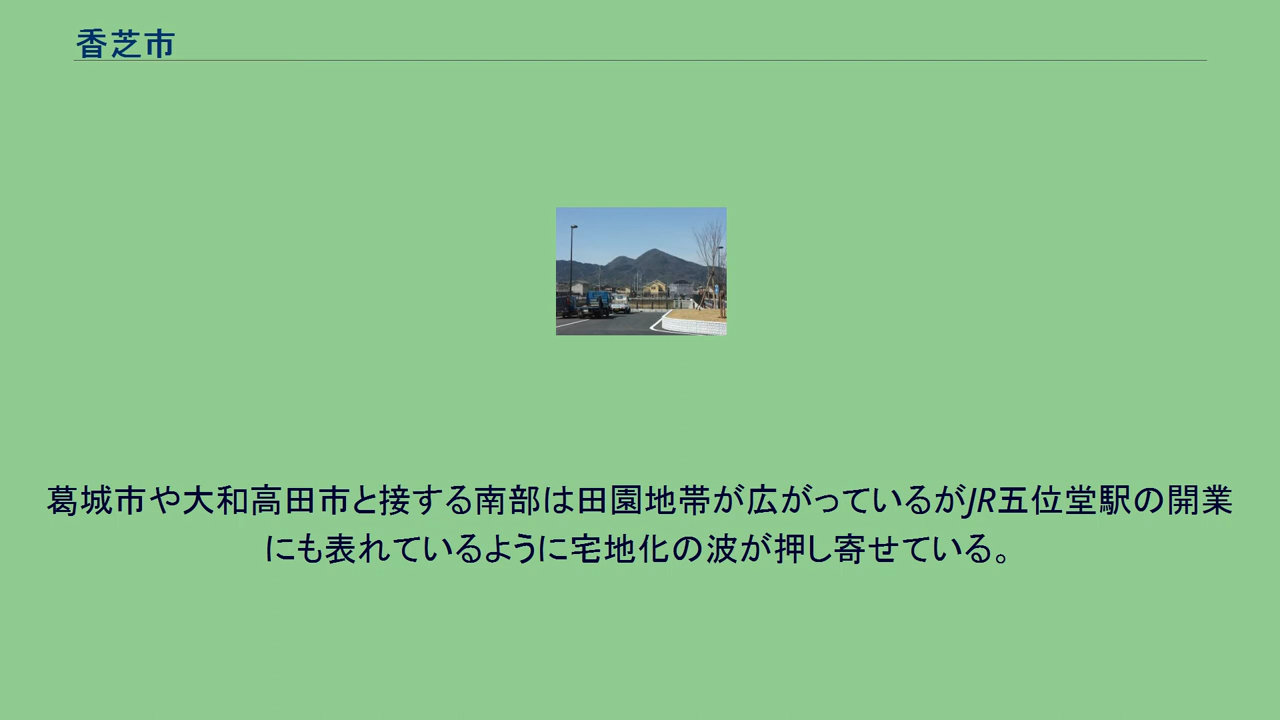 香芝市
葛城市や大和高田市と接する南部は田園地帯が広がっているがJR五位堂駅の開業
にも表れているように宅地化の波が押し寄せている。